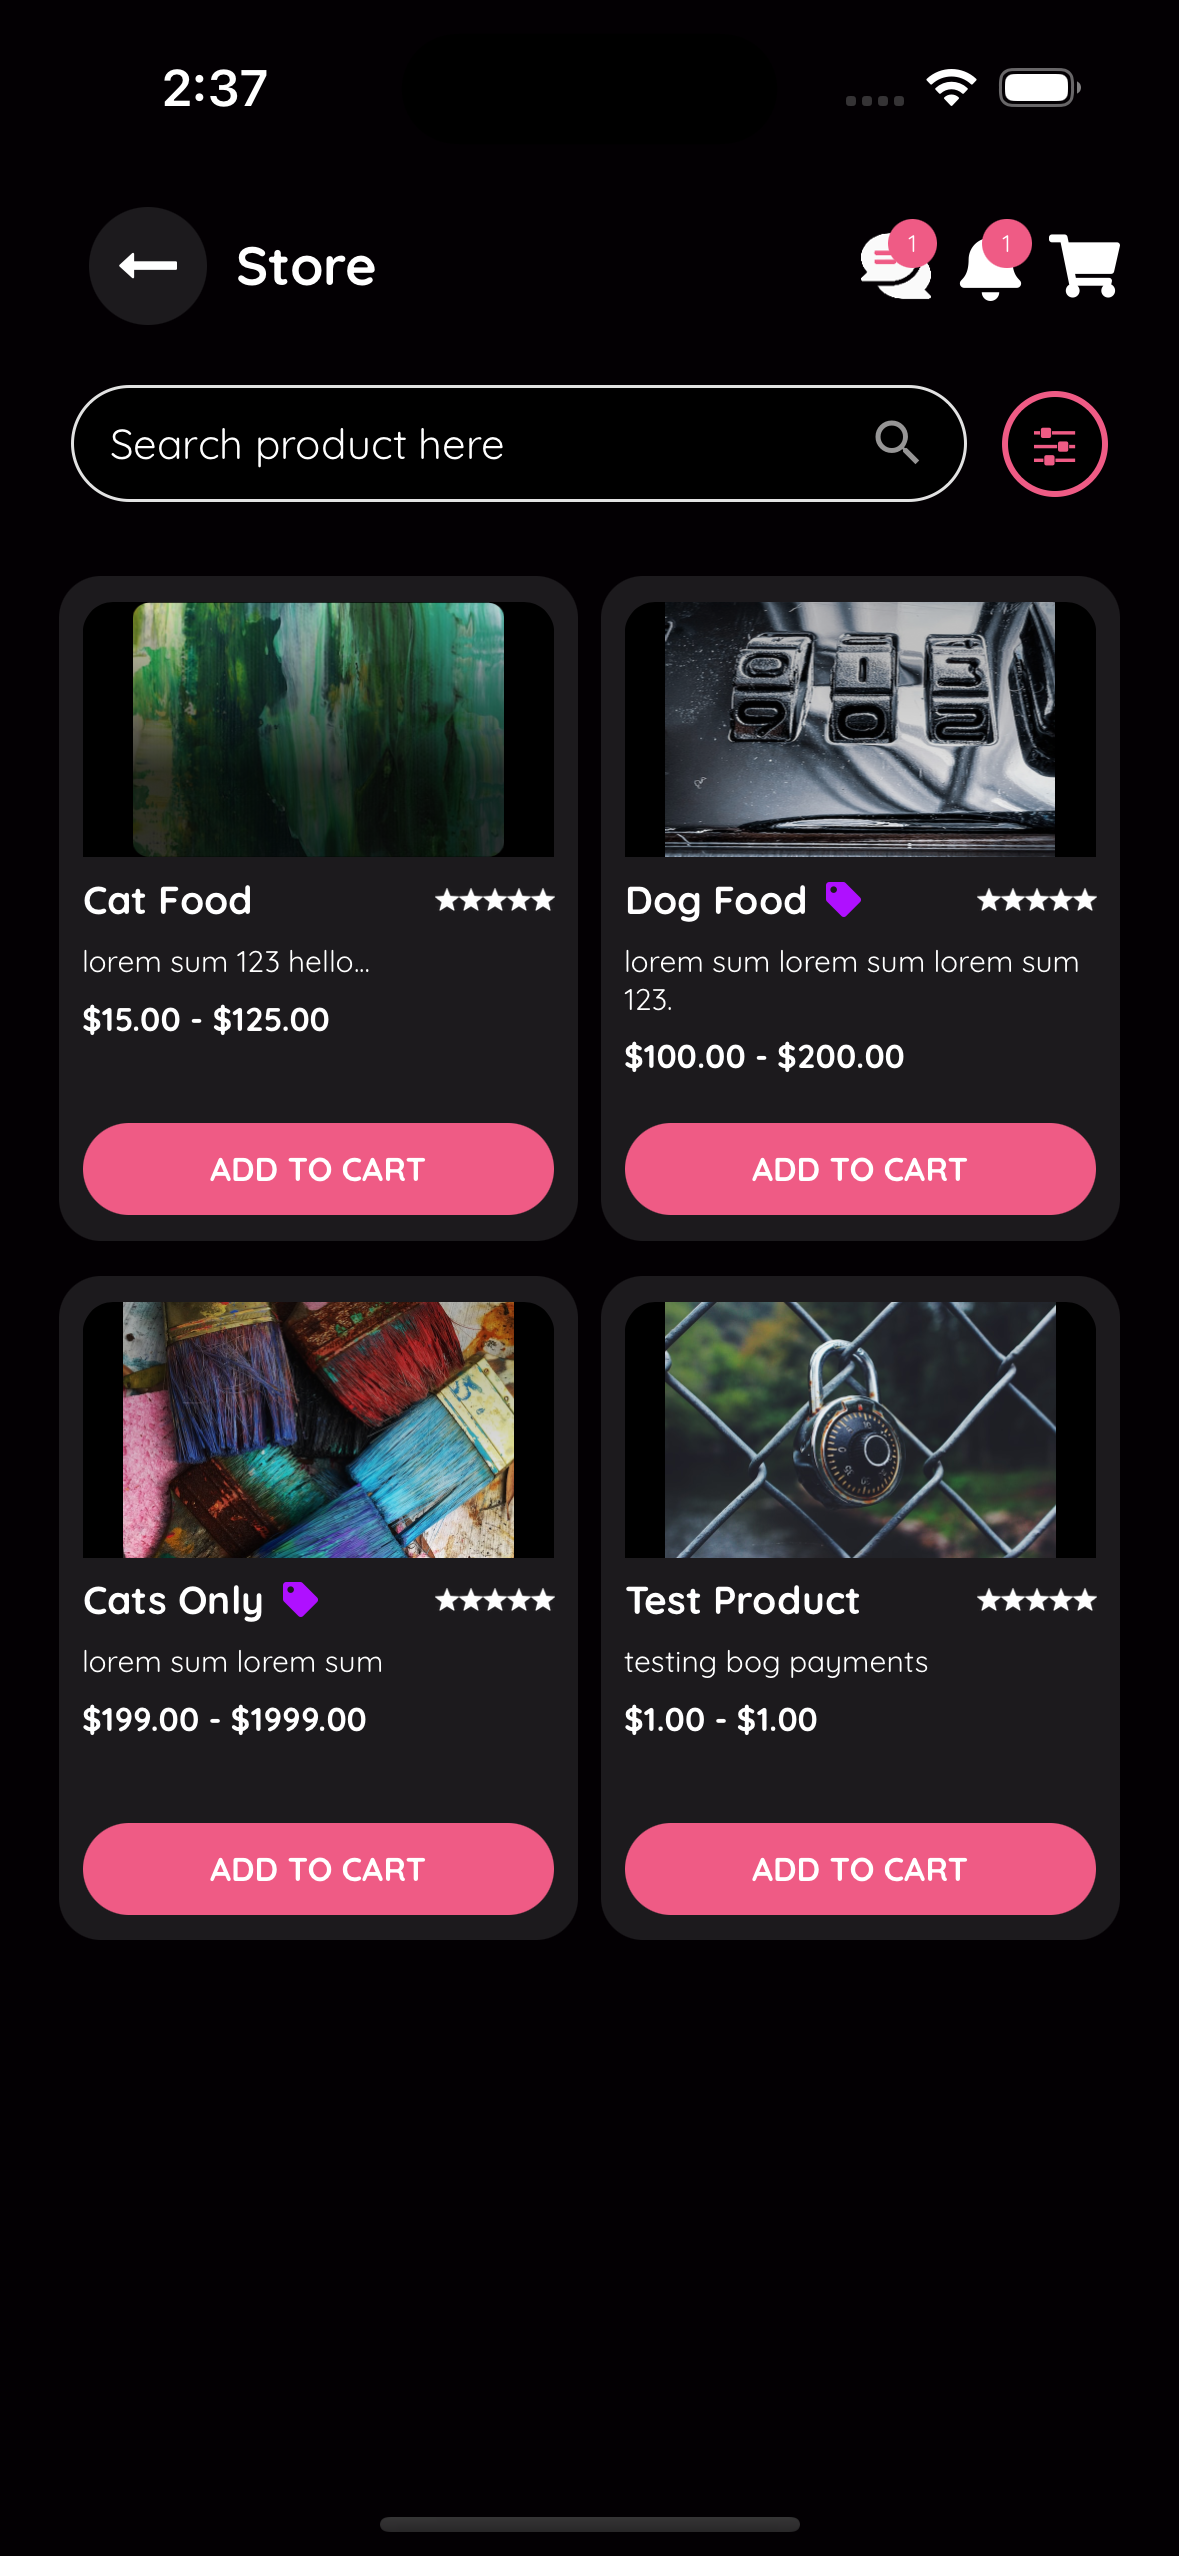 2:37
Store
1
1
Search product here
Cat Food
lorem sum 123 hello...
$15.00 - $125.00
ADD TO CART
Dog Food
lorem sum lorem sum lorem sum
123.
$100.00 - $200.00
ADD TO CART
Cats Only
lorem sum lorem sum
$199.00 - $1999.00
ADD TO CART
Test Product
testing bog payments
$1.00 - $1.00
ADD TO CART